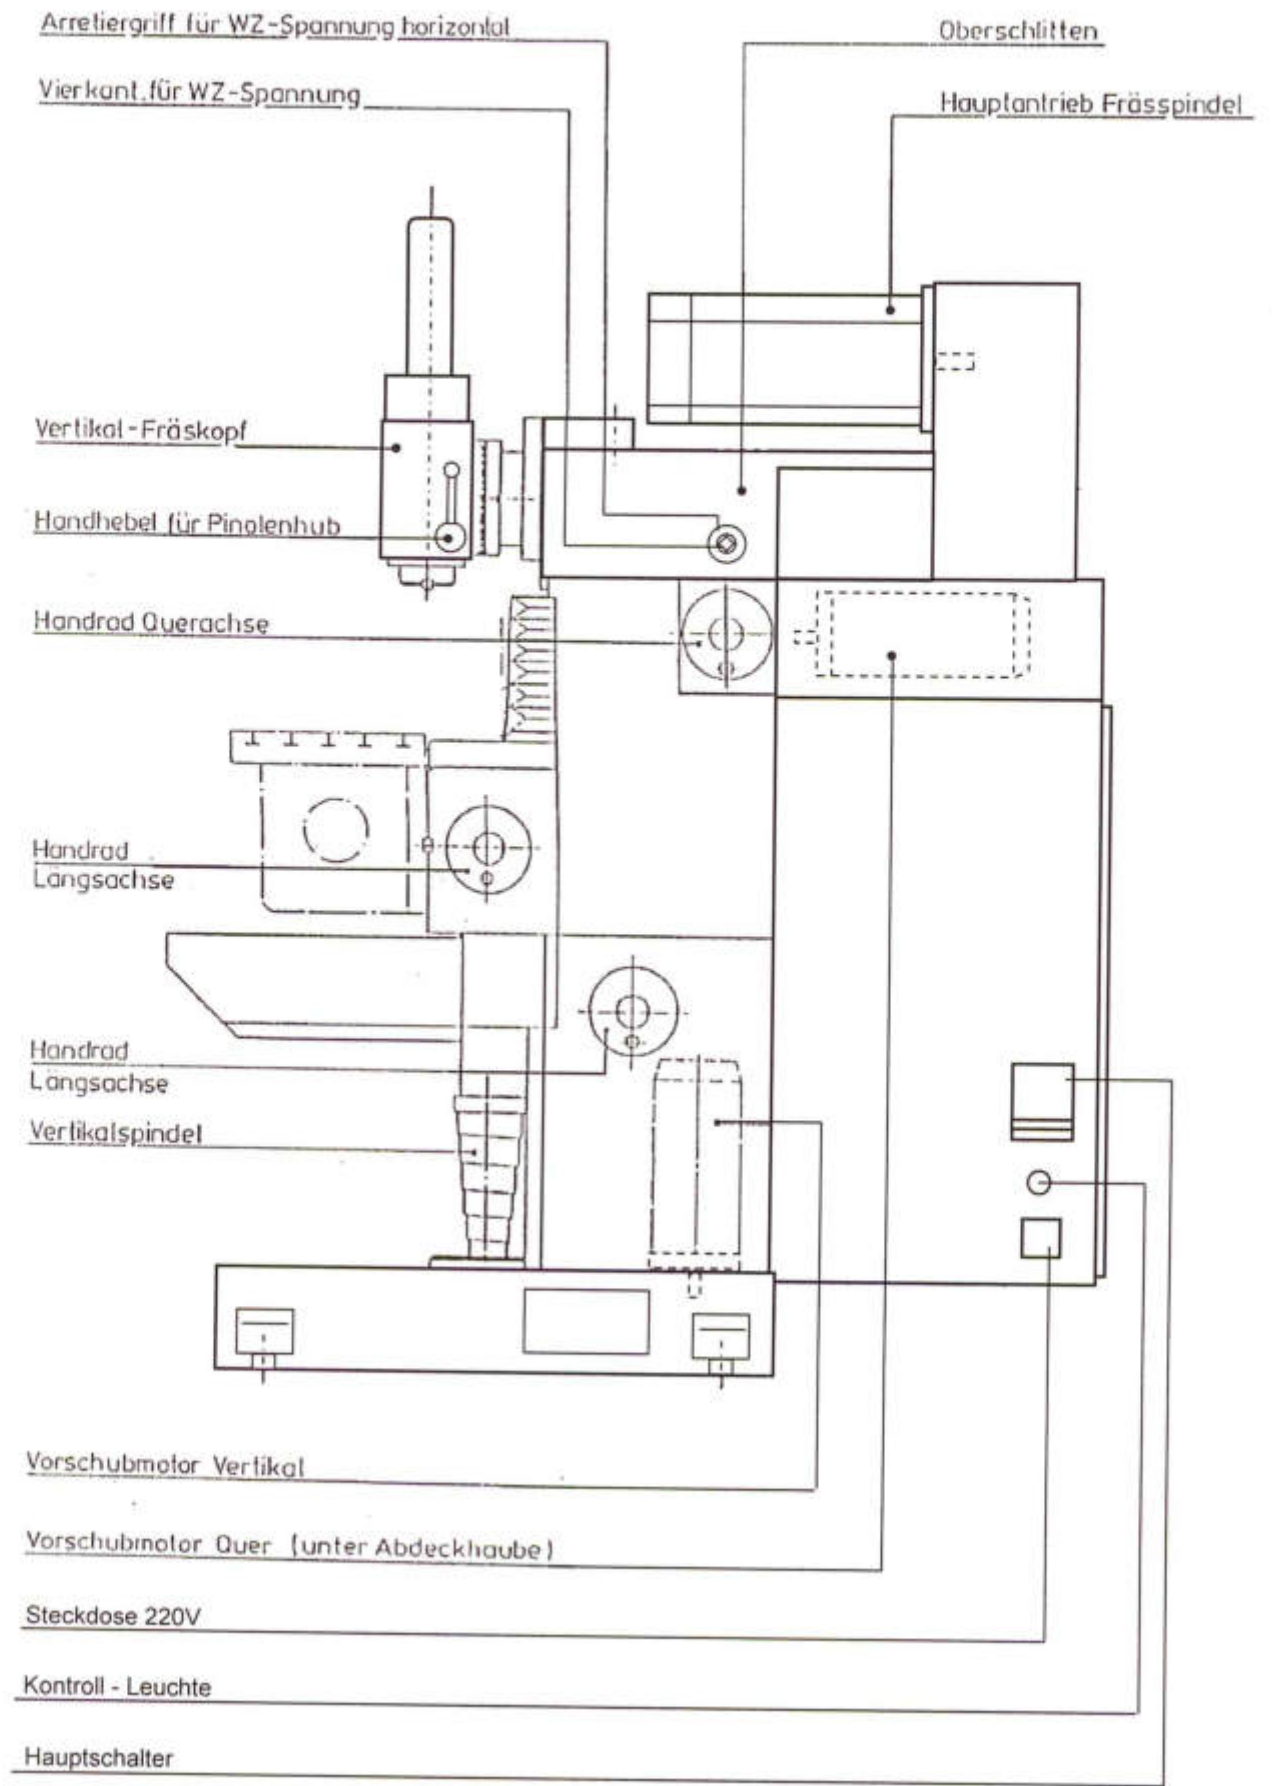 Arretiergriff für WZ-Spannung horizontal
Oberschlitten
Vierkant.für WZ-Spannung
Hauptantrieb Frässpindel
Vertikal-Fräskopf
Handhebel für Pinolenhub
Handrad Querachse
Handrad
Längsachse
Handrad
Längsachse
Vertikalspindel
Vorschubmotor Vertikal
Vorschubmotor Quer (unter Abdeckhaube)
Steckdose 220V
Kontroll - Leuchte
Hauptschalter